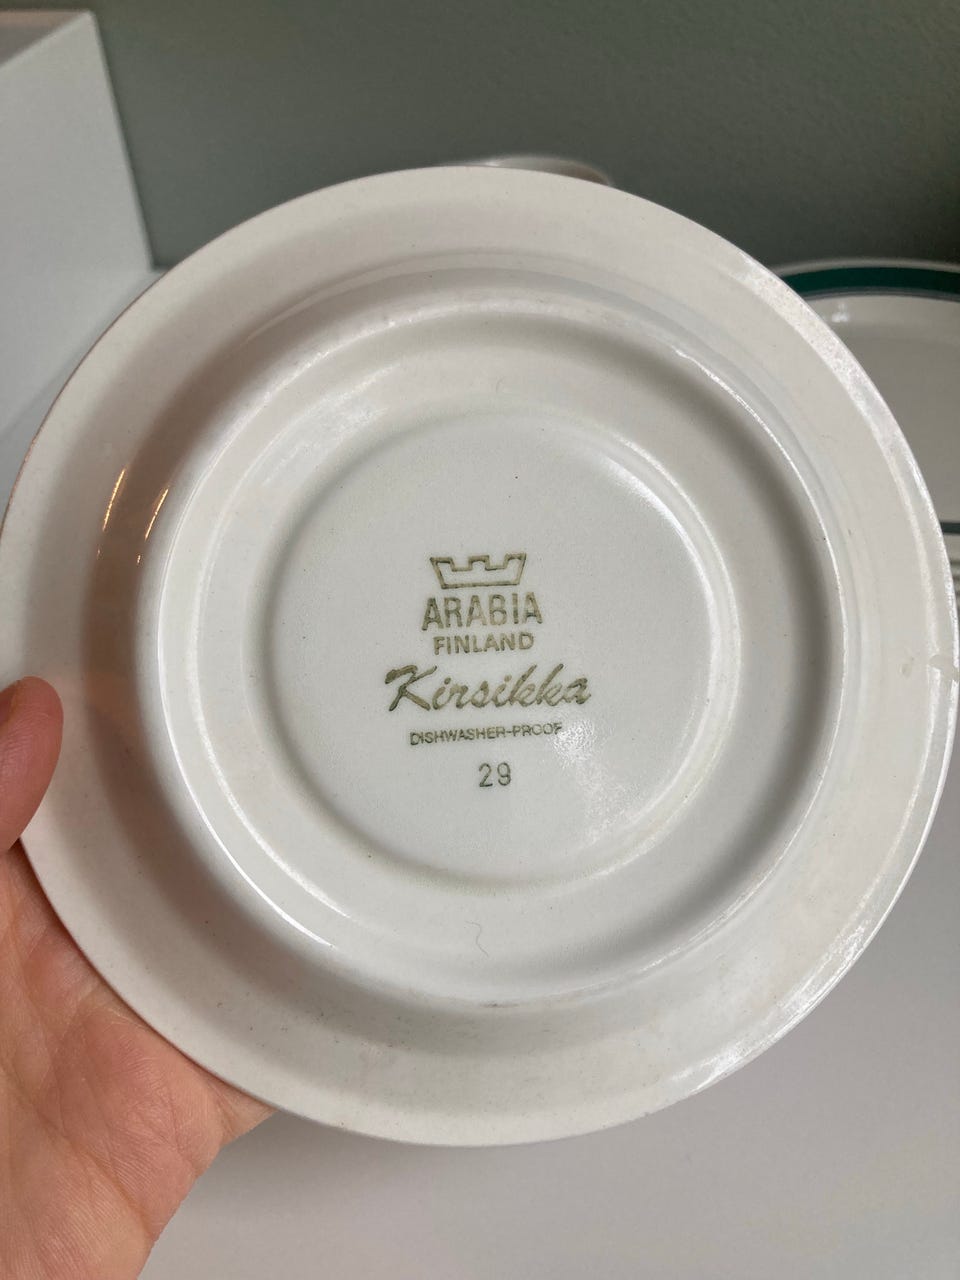 ARABIA
FINLAND
Kirsikka
DISHWASHER-PROOF
29